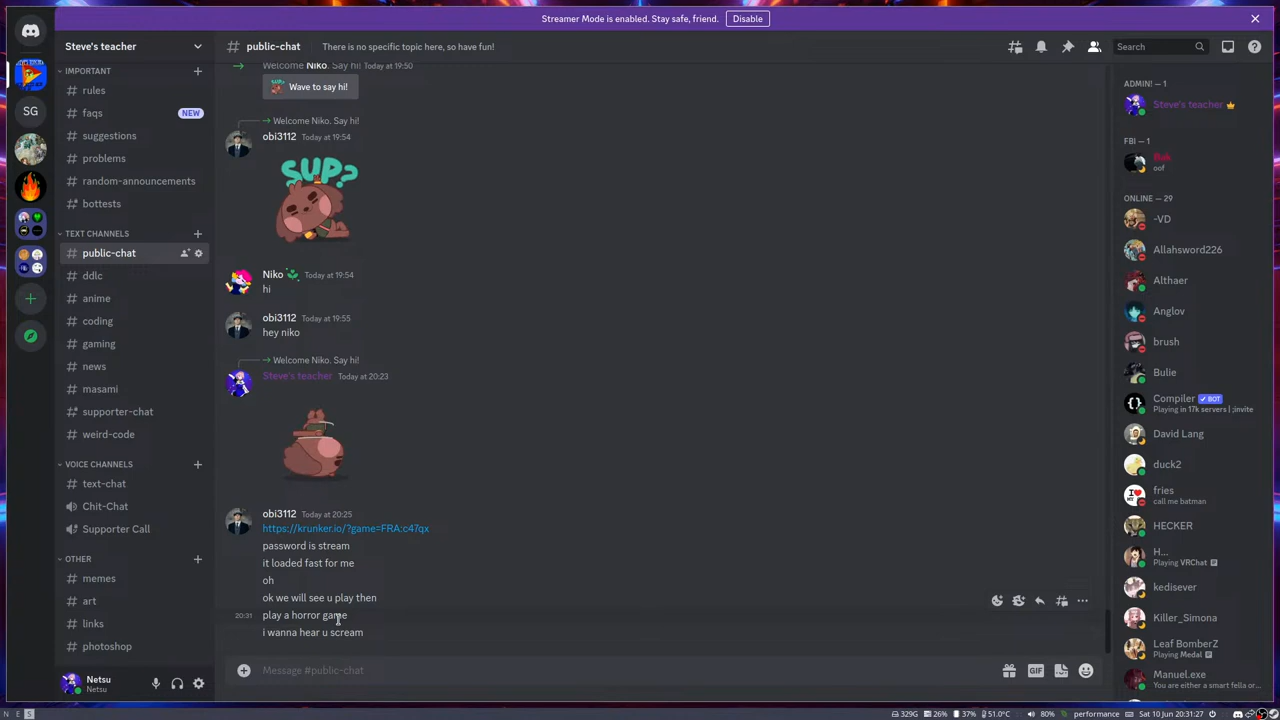 Streamer Mode is enabled. Stay safe, friend.
Disable
Steve's teacher
public-chat
There is no specific topic here, so have fun!
Search
IMPORTANT
rules
faqs
NEW
suggestions
problems
random-announcements
bottests
TEXT CHANNELS
public-chat
ddlc
anime
coding
gaming
news
masami
supporter-chat
weird-code
VOICE CHANNELS
text-chat
Chit-Chat
Supporter Call
OTHER
memes
art
links
photoshop
SG
Netsu
Netsu
Welcome Niko. Say hi! Today at 19:50
Wave to say hi!
Welcome Niko. Say hi!
obi3112 Today at 19:54
SUP?
Niko Today at 19:54
hi
obi3112 Today at 19:55
hey niko
Welcome Niko. Say hi!
Steve's teacher Today at 20:23
obi3112 Today at 20:25
https://krunker.io/?game=FRA:c47qx
password is stream
it loaded fast for me
oh
ok we will see u play then
20:31 play a horror game
i wanna hear u scream
Message #public-chat
GIF
ADMIN! — 1
Steve's teacher
FBI — 1
oof
ONLINE — 29
-VD
Allahsword226
Althaer
Anglov
brush
Bulie
Compiler BOT
Playing in 17k servers | ;invite
David Lang
duck2
fries
call me batman
HECKER
H...
Playing VRChat
kedisever
Killer_Simona
Leaf BomberZ
Playing Medal
Manuel.exe
You are either a smart fella or...
N E S
329G 26% 37% 51.0°C 80% performance Sat 10 Jun 20:31:27